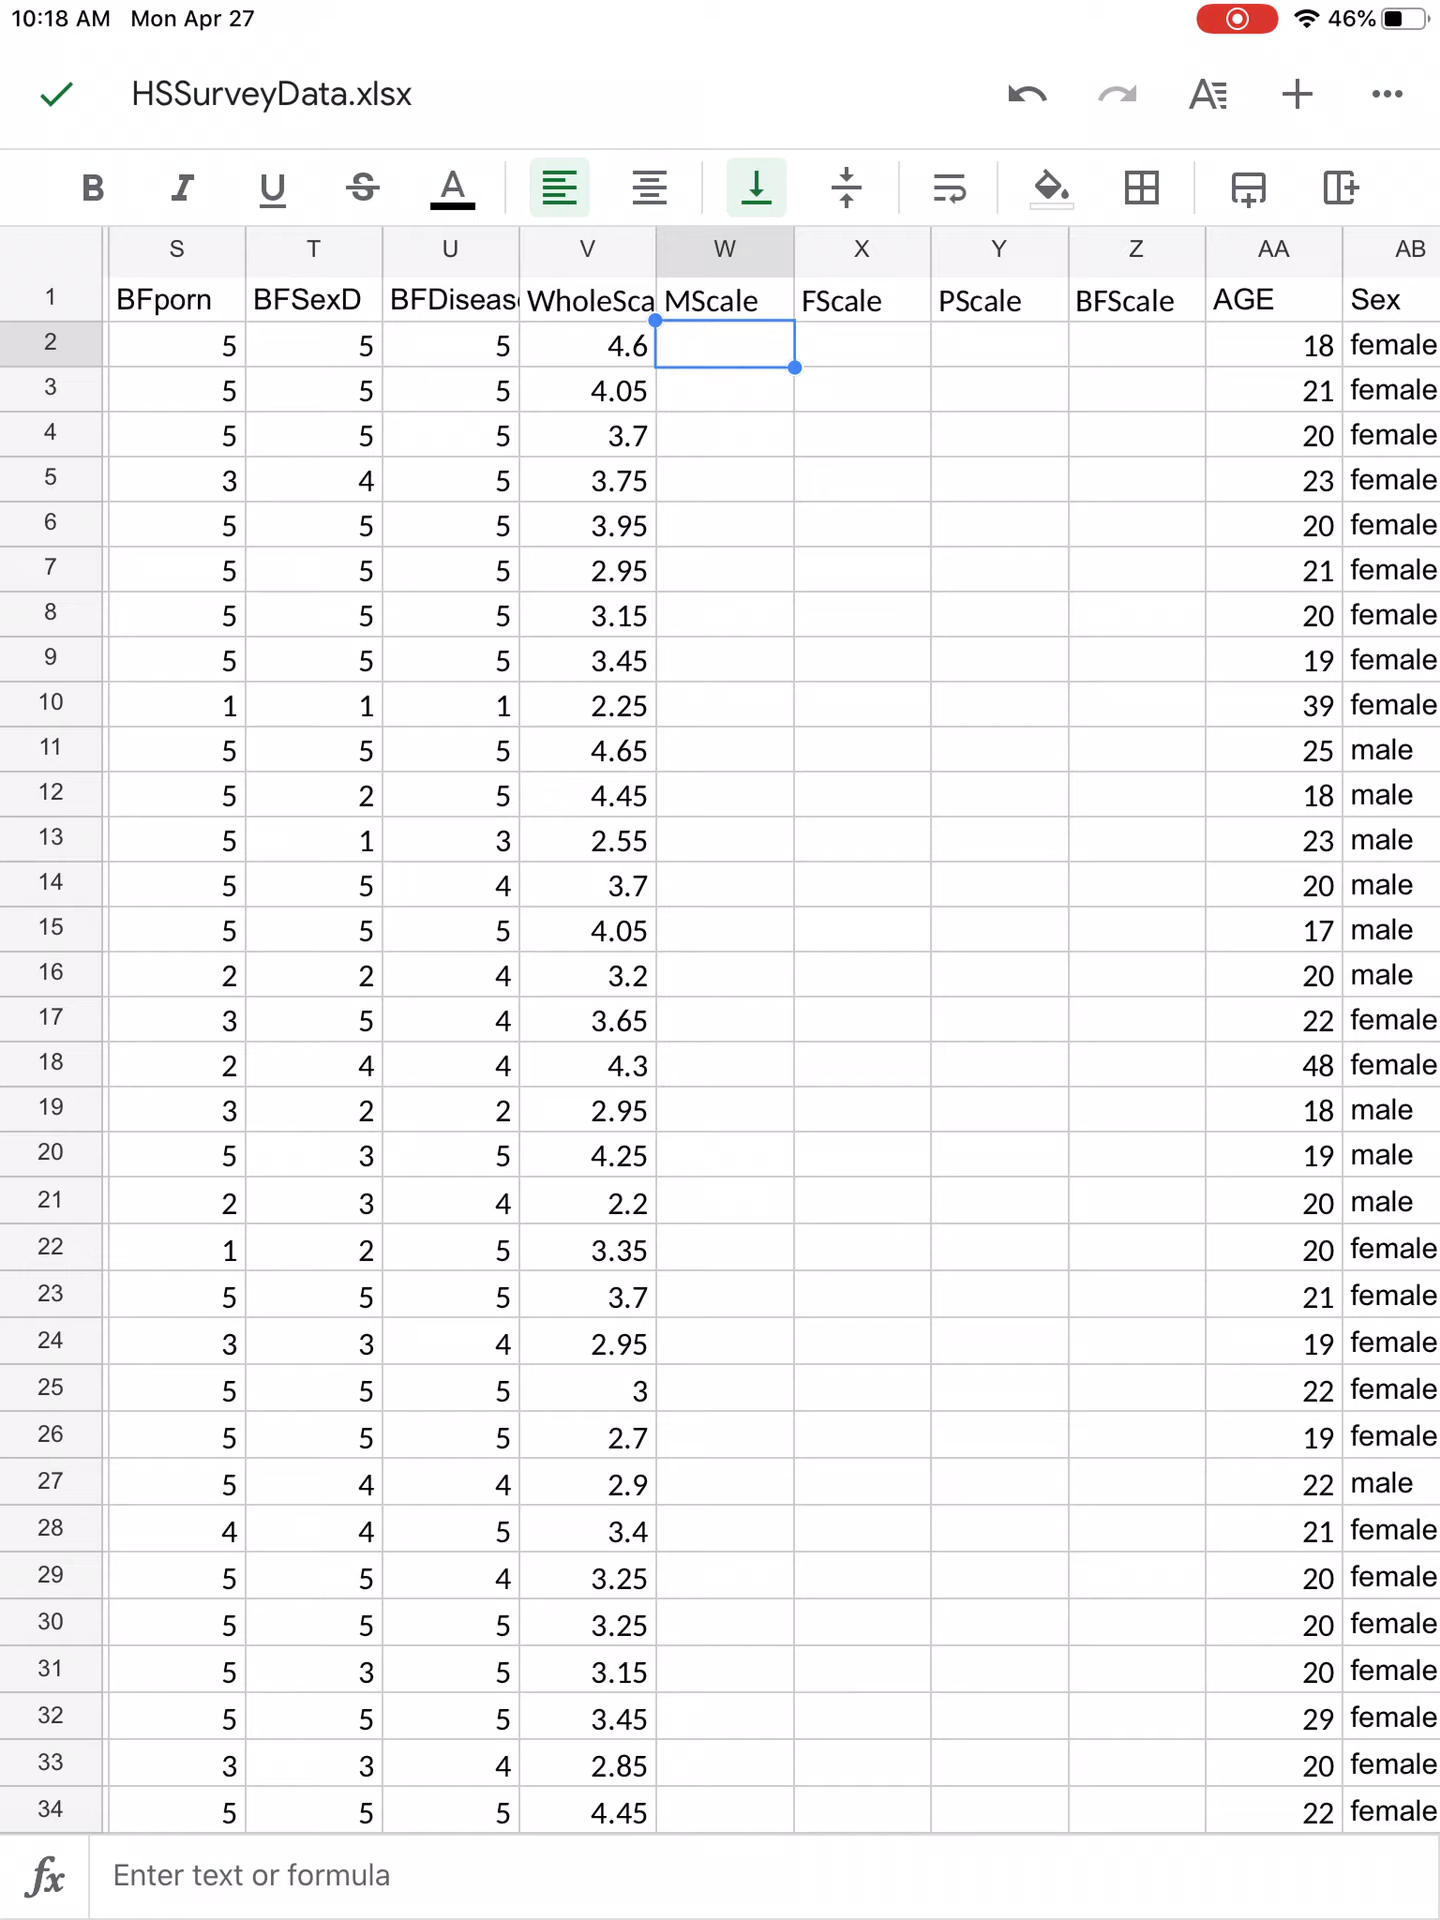 10:18 AM Mon Apr 27 46%
HSSurveyData.xlsx
B I U S A
S T U V W X Y Z AA AB
1 BFporn BFSexD BFDiseas WholeSca MScale FScale PScale BFScale AGE Sex
2 5 5 5 4.6 18 female
3 5 5 5 4.05 21 female
4 5 5 5 3.7 20 female
5 3 4 5 3.75 23 female
6 5 5 5 3.95 20 female
7 5 5 5 2.95 21 female
8 5 5 5 3.15 20 female
9 5 5 5 3.45 19 female
10 1 1 1 2.25 39 female
11 5 5 5 4.65 25 male
12 5 2 5 4.45 18 male
13 5 1 3 2.55 23 male
14 5 5 4 3.7 20 male
15 5 5 5 4.05 17 male
16 2 2 4 3.2 20 male
17 3 5 4 3.65 22 female
18 2 4 4 4.3 48 female
19 3 2 2 2.95 18 male
20 5 3 5 4.25 19 male
21 2 3 4 2.2 20 male
22 1 2 5 3.35 20 female
23 5 5 5 3.7 21 female
24 3 3 4 2.95 19 female
25 5 5 5 3 22 female
26 5 5 5 2.7 19 female
27 5 4 4 2.9 22 male
28 4 4 5 3.4 21 female
29 5 5 4 3.25 20 female
30 5 5 5 3.25 20 female
31 5 3 5 3.15 20 female
32 5 5 5 3.45 29 female
33 3 3 4 2.85 20 female
34 5 5 5 4.45 22 female
fx Enter text or formula